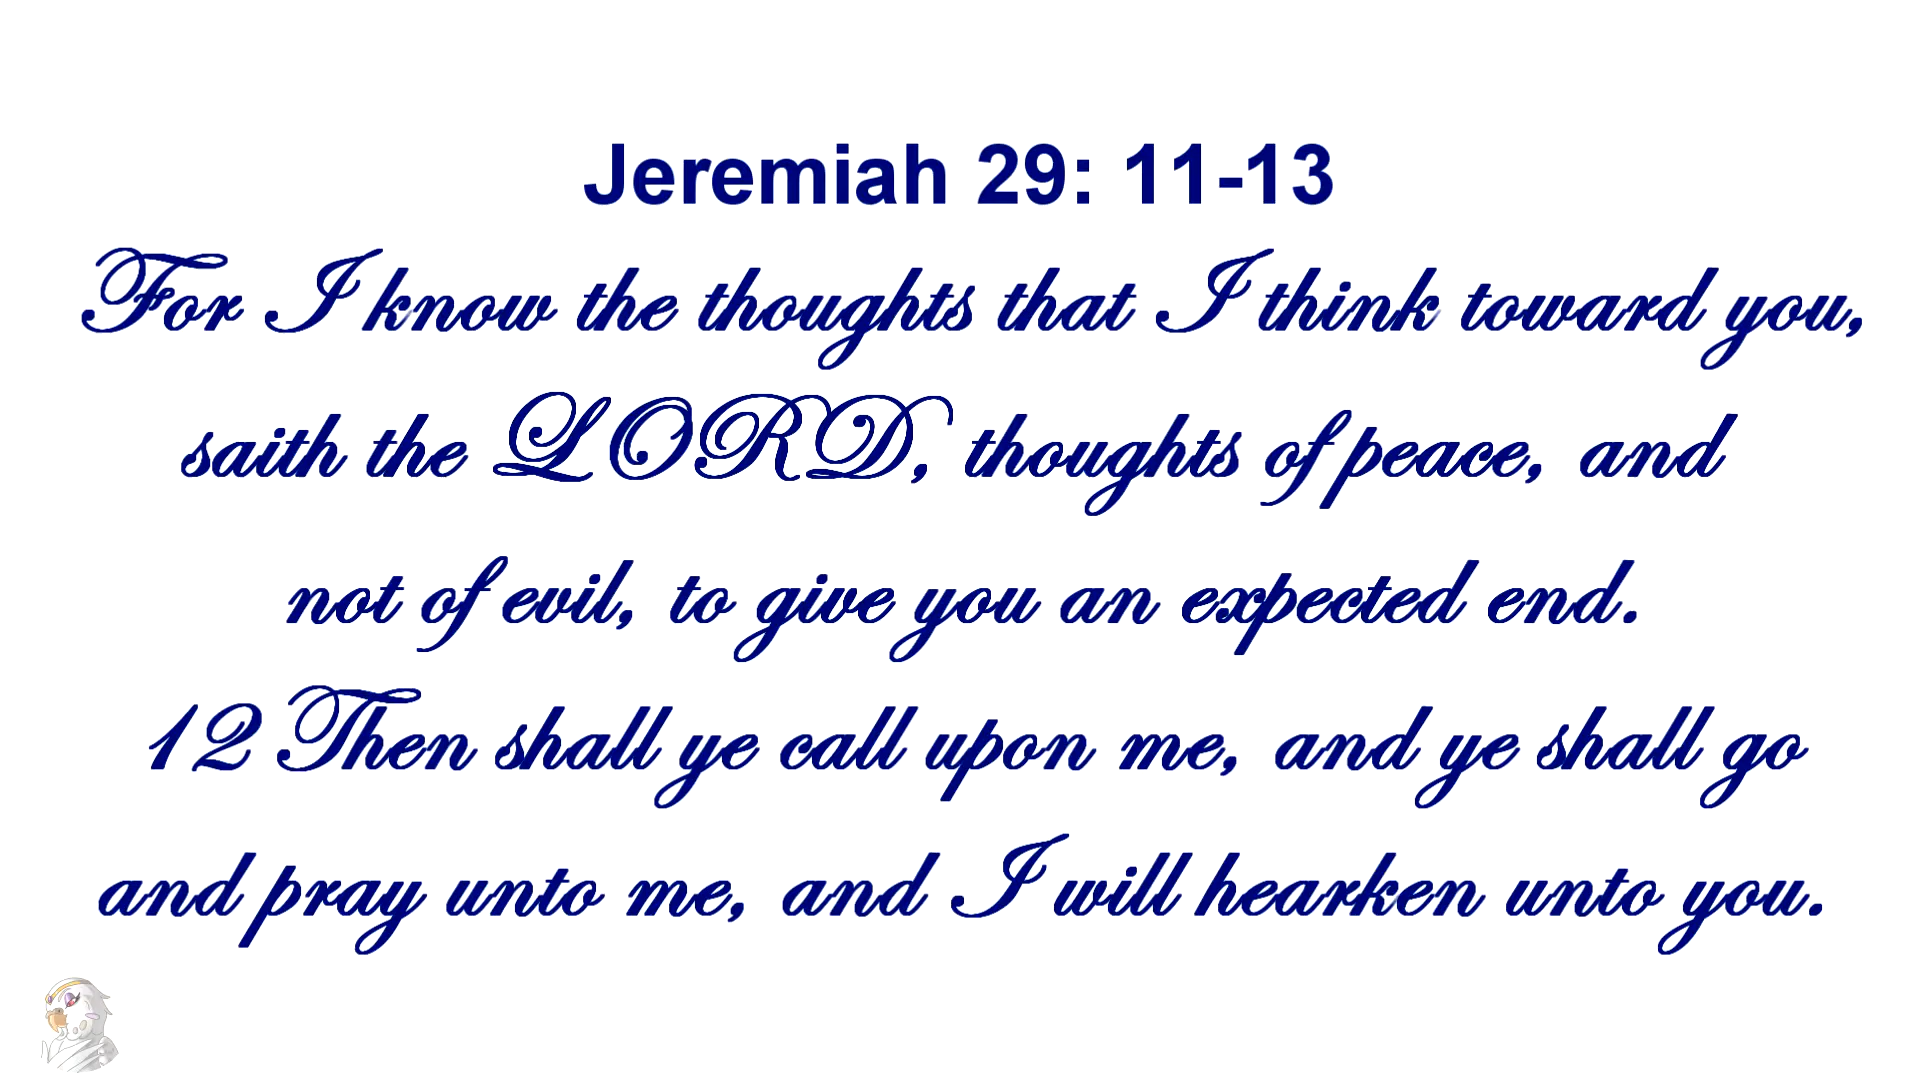 Jeremiah 29: 11-13
For I know the thoughts that I think toward you,
saith the LORD, thoughts of peace, and
not of evil, to give you an expected end.
12 Then shall ye call upon me, and ye shall go
and pray unto me, and I will hearken unto you.